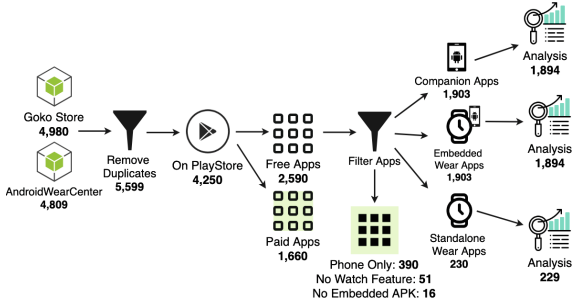 Goko Store
4,980
AndroidWearCenter
4,809
Remove
Duplicates
5,599
On PlayStore
4,250
Free Apps
2,590
Paid Apps
1,660
Filter Apps
Phone Only: 390
No Watch Feature: 51
No Embedded APK: 16
Companion Apps
1,903
Embedded
Wear Apps
1,903
Standalone
Wear Apps
230
Analysis
1,894
Analysis
1,894
Analysis
229